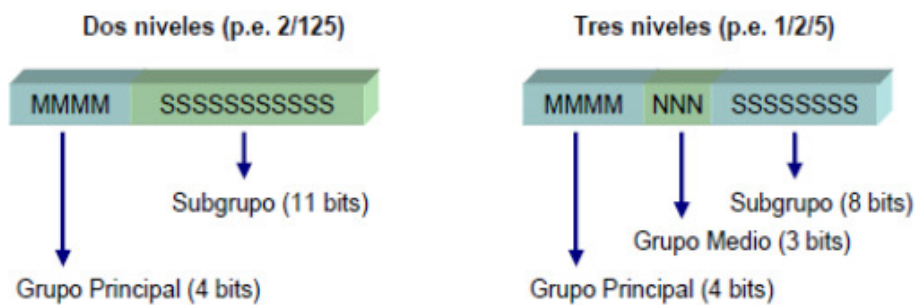 Dos niveles (p.e. 2/125)
MMMM SSSSSSSSSSS
Subgrupo (11 bits)
Grupo Principal (4 bits)
Tres niveles (p.e. 1/2/5)
MMMM NNN SSSSSSSS
Subgrupo (8 bits)
Grupo Medio (3 bits)
Grupo Principal (4 bits)